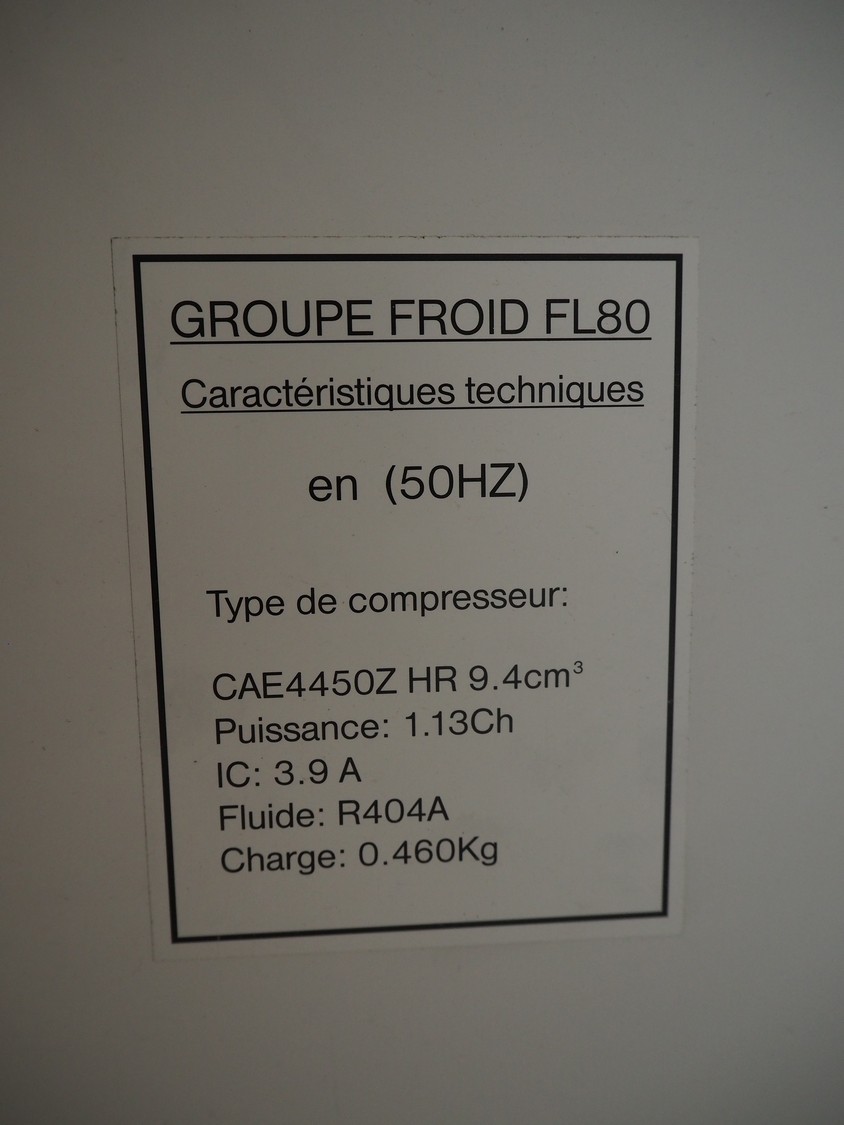 GROUPE FROID FL80
Caractéristiques techniques
en (50HZ)
Type de compresseur:
CAE4450Z HR 9.4cm³
Puissance: 1.13Ch
IC: 3.9 A
Fluide: R404A
Charge: 0.460Kg